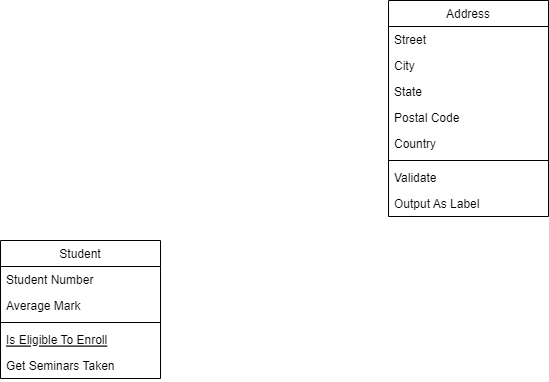 Address
Street
City
State
Postal Code
Country
Validate
Output As Label
Student
Student Number
Average Mark
Is Eligible To Enroll
Get Seminars Taken